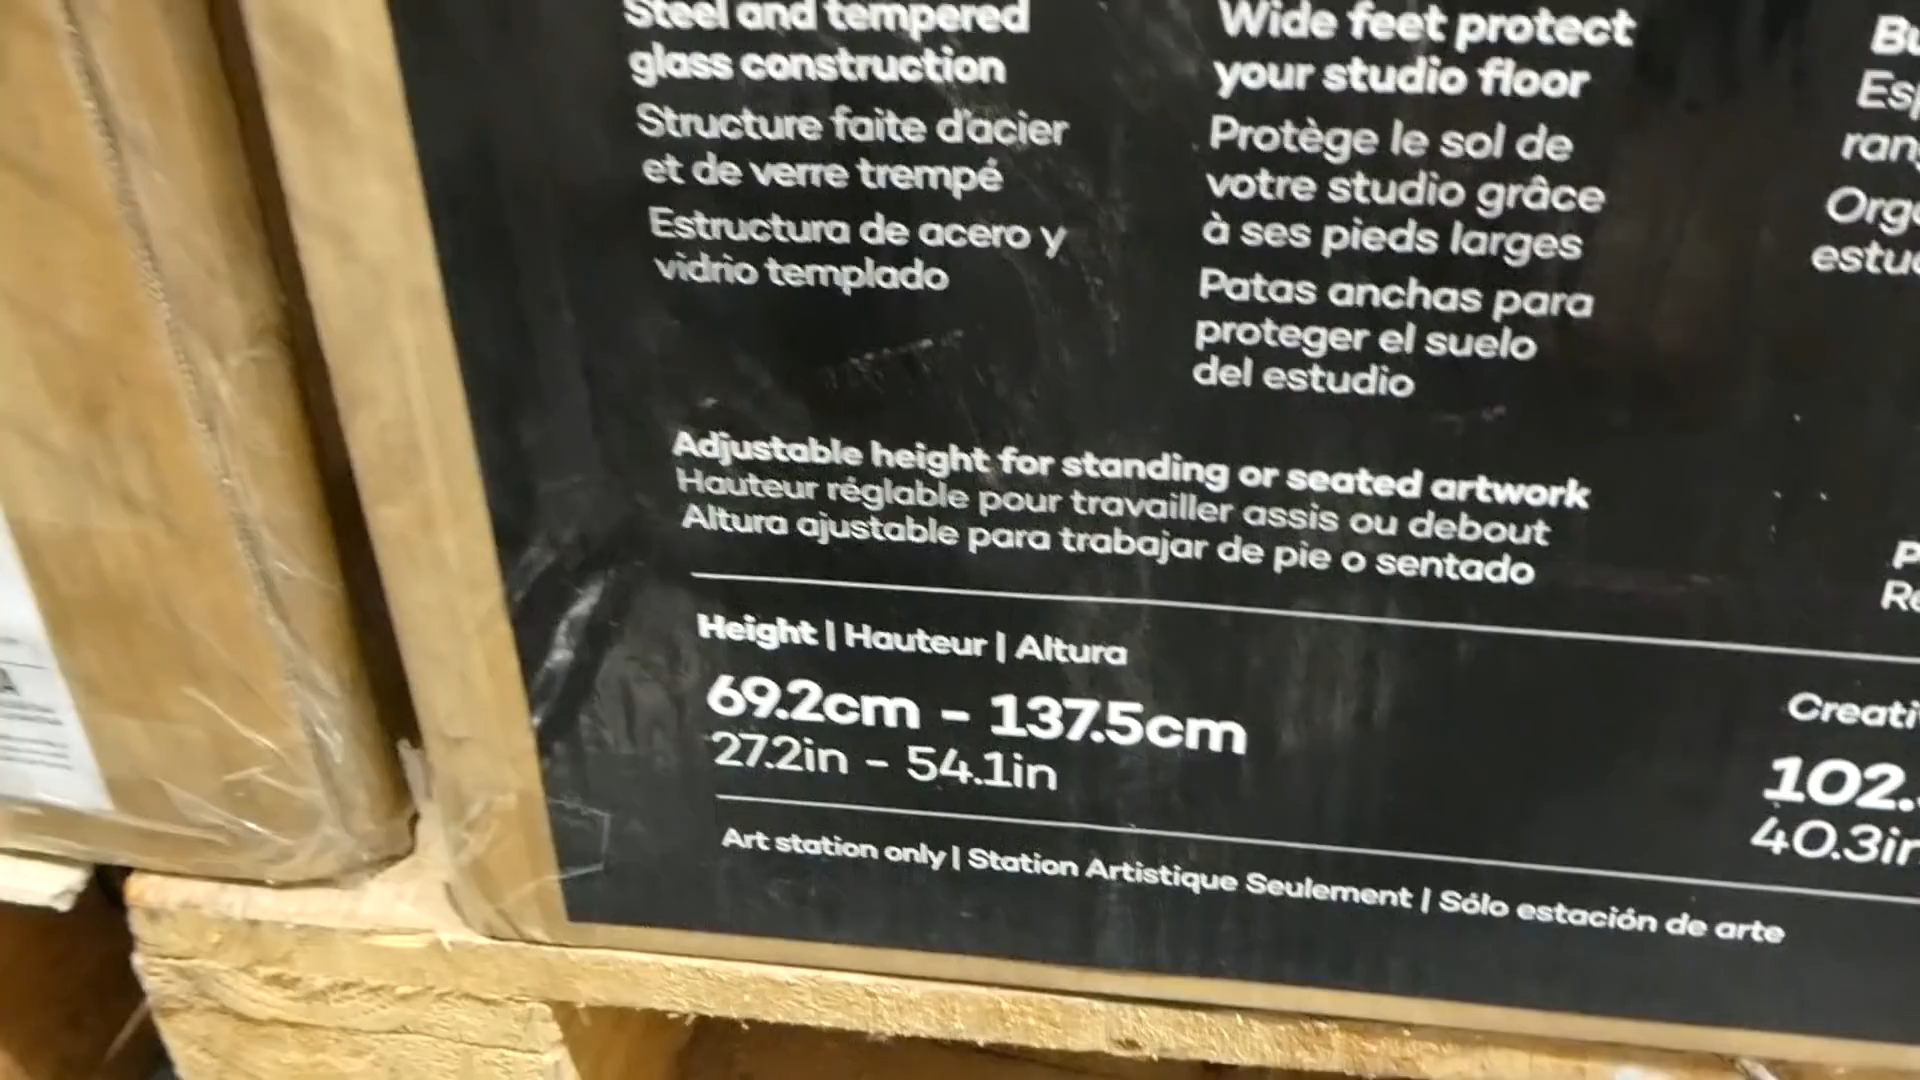 Steel and tempered
glass construction
Structure faite d'acier
et de verre trempé
Estructura de acero y
vidrio templado
Wide feet protect
your studio floor
Protège le sol de
votre studio grâce
à ses pieds larges
Patas anchas para
proteger el suelo
del estudio
Adjustable height for standing or seated artwork
Hauteur réglable pour travailler assis ou debout
Altura ajustable para trabajar de pie o sentado
Height | Hauteur | Altura
69.2cm – 137.5cm
27.2in – 54.1in
102.
40.3in
Art station only | Station Artistique Seulement | Sólo estación de arte